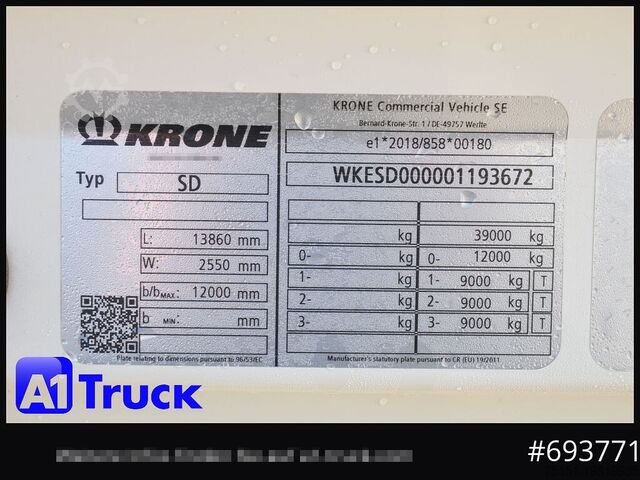 KRONE
Typ SD
L: 13860 mm
W: 2550 mm
b/bMAX: 12000 mm
b MIN: mm
Plate relating to dimensions pursuant to 96/53/EC
KRONE Commercial Vehicle SE
Bernard-Krone-Str. 1 / DE-49757 Werlte
e1*2018/858*00180
WKESD000001193672
kg 39000 kg
0- kg 0- 12000 kg
1- kg 1- 9000 kg T
2- kg 2- 9000 kg T
3- kg 3- 9000 kg T
Manufacturer's statutory plate pursuant to CR (EU) 19/2011
A1 Truck
#693771